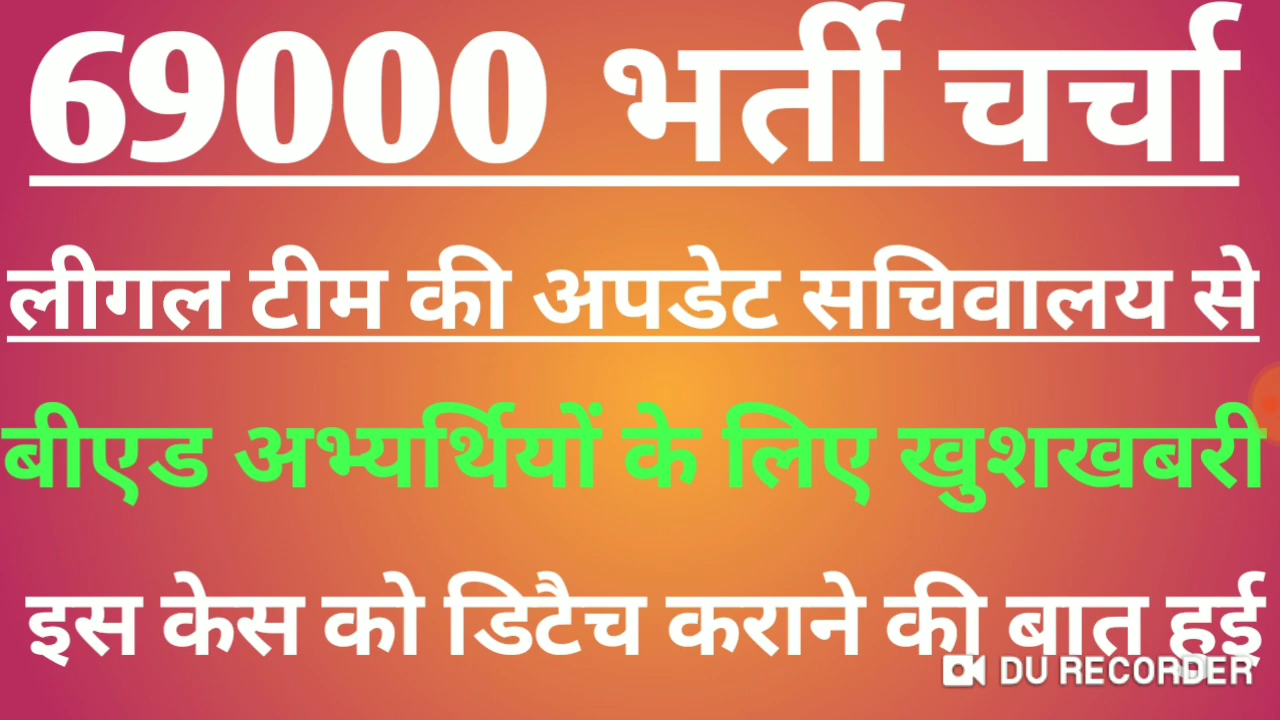 69000 भर्ती चर्चा
लीगल टीम की अपडेट सचिवालय से
बीएड अभ्यर्थियों के लिए खुशखबरी
इस केस को डिटैच कराने की बात हुई
DU RECORDER